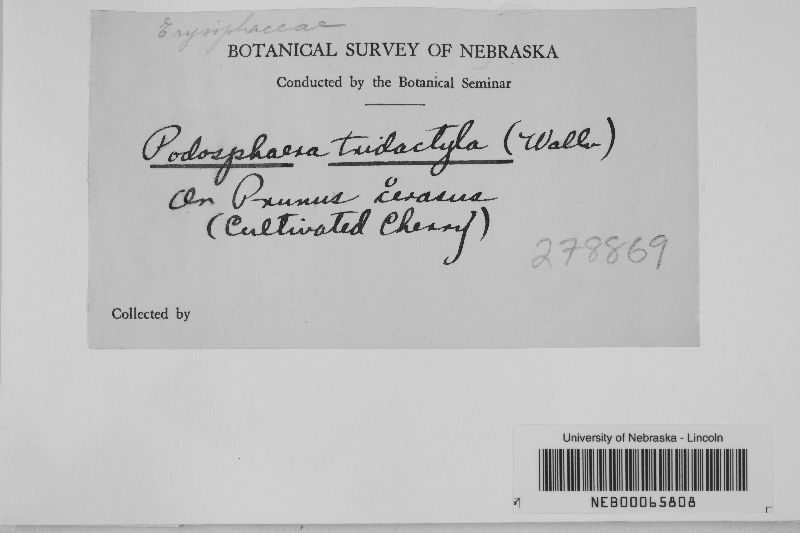 Erysiphaceae
BOTANICAL SURVEY OF NEBRASKA
Conducted by the Botanical Seminar
Podosphaera tridactyla (Wallr)
On Prunus cerasus
(Cultivated Cherry)
278869
Collected by
University of Nebraska - Lincoln
NEB00065808